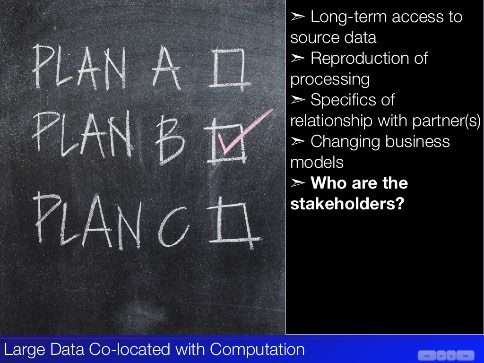 PLAN A
PLAN B
PLAN C
➣ Long-term access to
source data
➣ Reproduction of
processing
➣ Specifics of
relationship with partner(s)
➣ Changing business
models
➣ Who are the
stakeholders?
Large Data Co-located with Computation